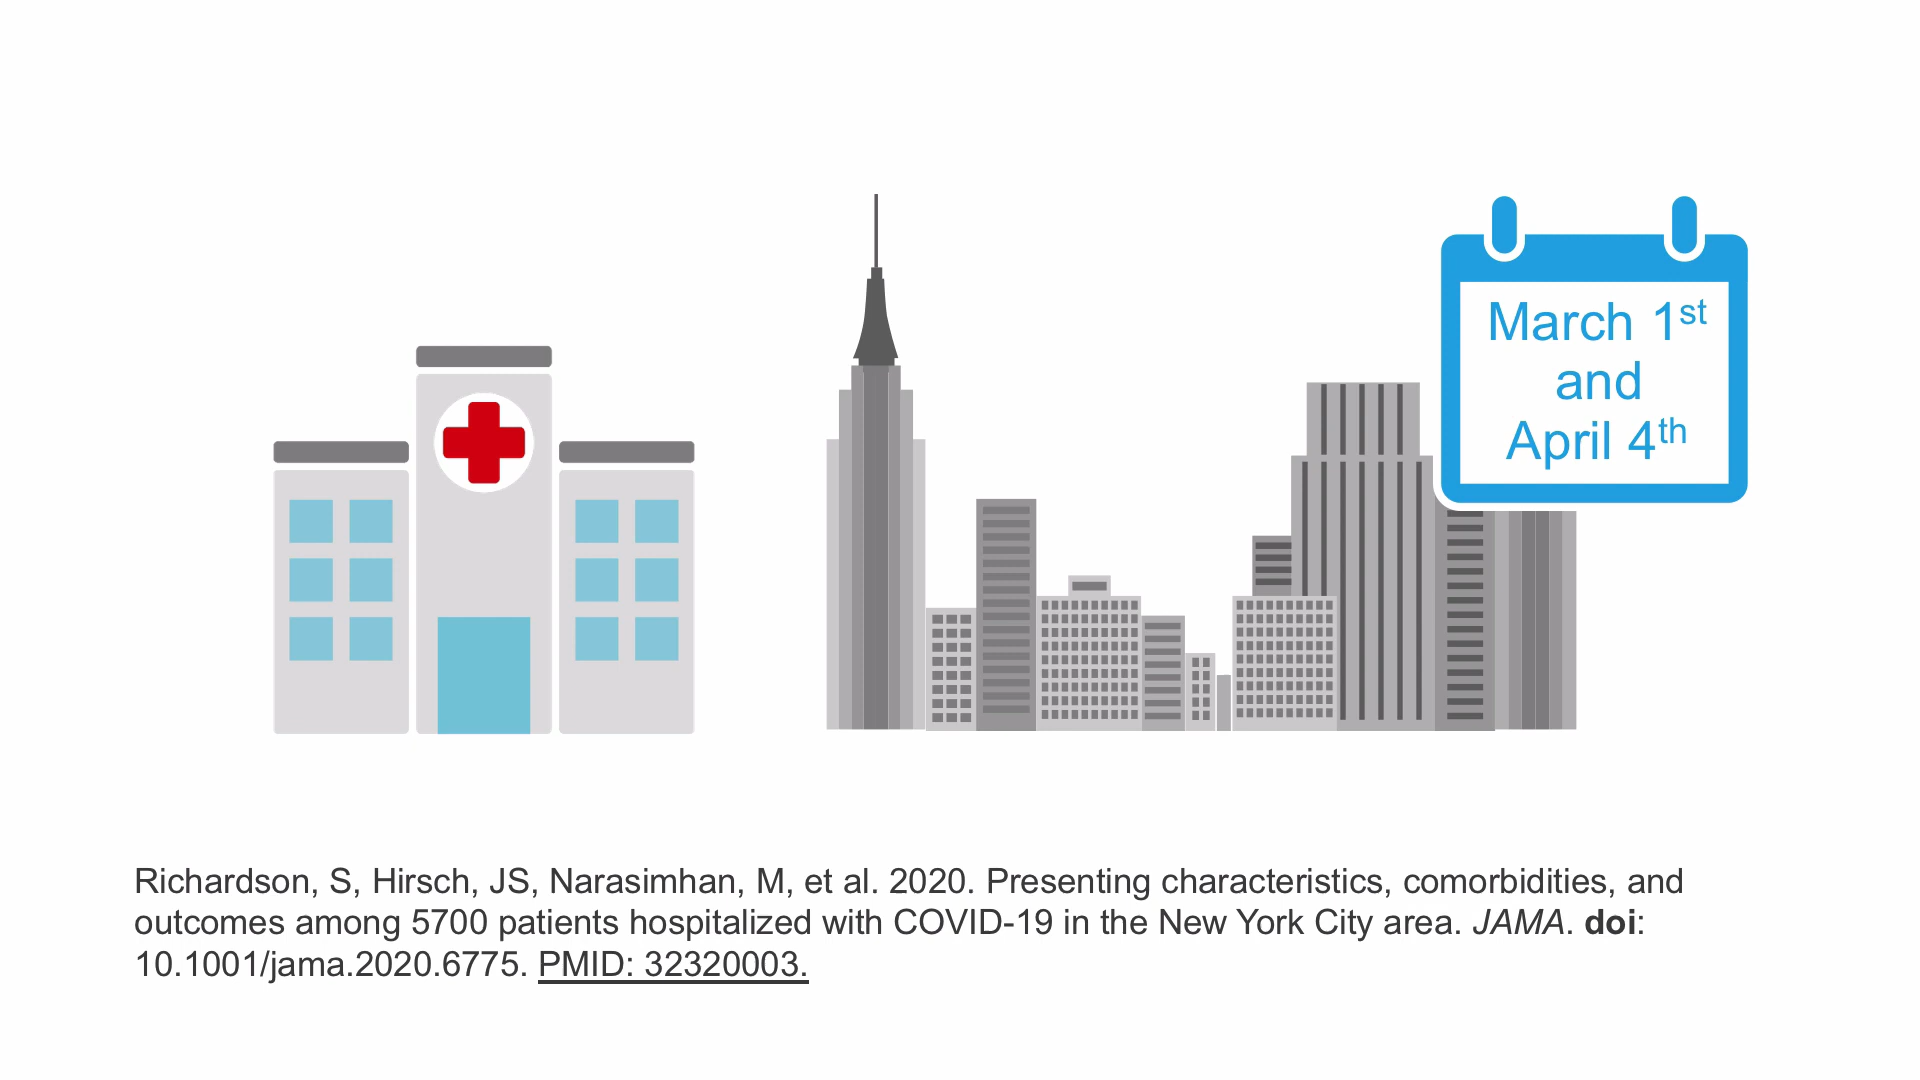 March 1st
and
April 4th
Richardson, S, Hirsch, JS, Narasimhan, M, et al. 2020. Presenting characteristics, comorbidities, and
outcomes among 5700 patients hospitalized with COVID-19 in the New York City area. JAMA. doi:
10.1001/jama.2020.6775. PMID: 32320003.